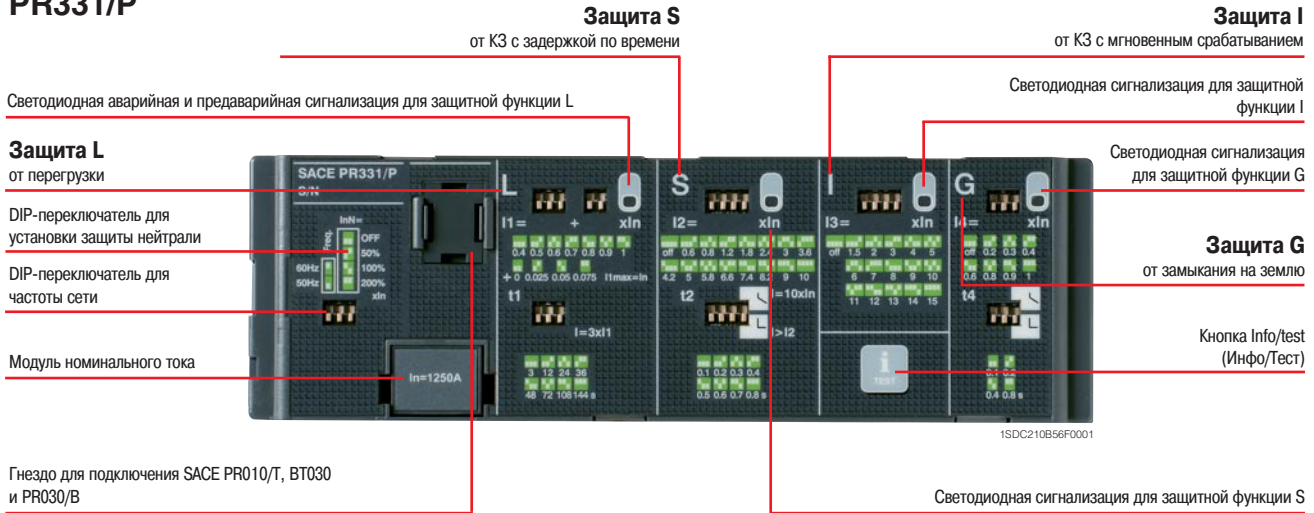 PR331/P
Защита S
от КЗ с задержкой по времени
Защита I
от КЗ с мгновенным срабатыванием
Светодиодная аварийная и предаварийная сигнализация для защитной функции L
Светодиодная сигнализация для защитной
функции I
Защита L
от перегрузки
Светодиодная сигнализация
для защитной функции G
DIP-переключатель для
установки защиты нейтрали
Защита G
от замыкания на землю
DIP-переключатель для
частоты сети
Кнопка Info/test
(Инфо/Тест)
Модуль номинального тока
SACE PR331/P
S/N
InN=
Freq.
OFF
50%
100%
200%
xIn
60Hz
50Hz
In=1250A
L
I1= + xIn
0.4 0.5 0.6 0.7 0.8 0.9 1
+ 0 0.025 0.05 0.075 I1max=In
t1
I=3xI1
3 12 24 36
48 72 108 144 s
S
I2= xIn
off 0.6 0.8 1.2 1.8 2.4 3 3.6
4.2 5 5.8 6.6 7.4 8.2 9 10
t2
I=10xIn
I>I2
0.1 0.2 0.3 0.4
0.5 0.6 0.7 0.8 s
I
I3= xIn
off 1.5 2 3 4 5
6 7 8 9 10
11 12 13 14 15
i
TEST
G
I4= xIn
off 0.2 0.3 0.4
0.6 0.8 0.9 1
t4
0.1 0.2
0.4 0.8 s
1SDC210B56F0001
Гнездо для подключения SACE PR010/T, BT030
и PR030/B
Светодиодная сигнализация для защитной функции S